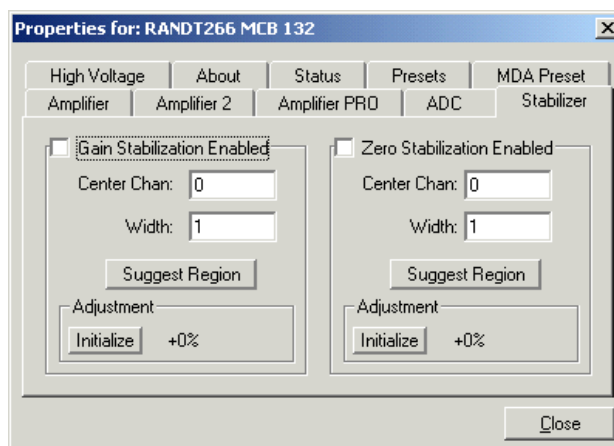 Properties for: RANDT266 MCB 132
High Voltage About Status Presets MDA Preset
Amplifier Amplifier 2 Amplifier PRO ADC Stabilizer
Gain Stabilization Enabled
Center Chan: 0
Width: 1
Suggest Region
Adjustment
Initialize +0%
Zero Stabilization Enabled
Center Chan: 0
Width: 1
Suggest Region
Adjustment
Initialize +0%
Close